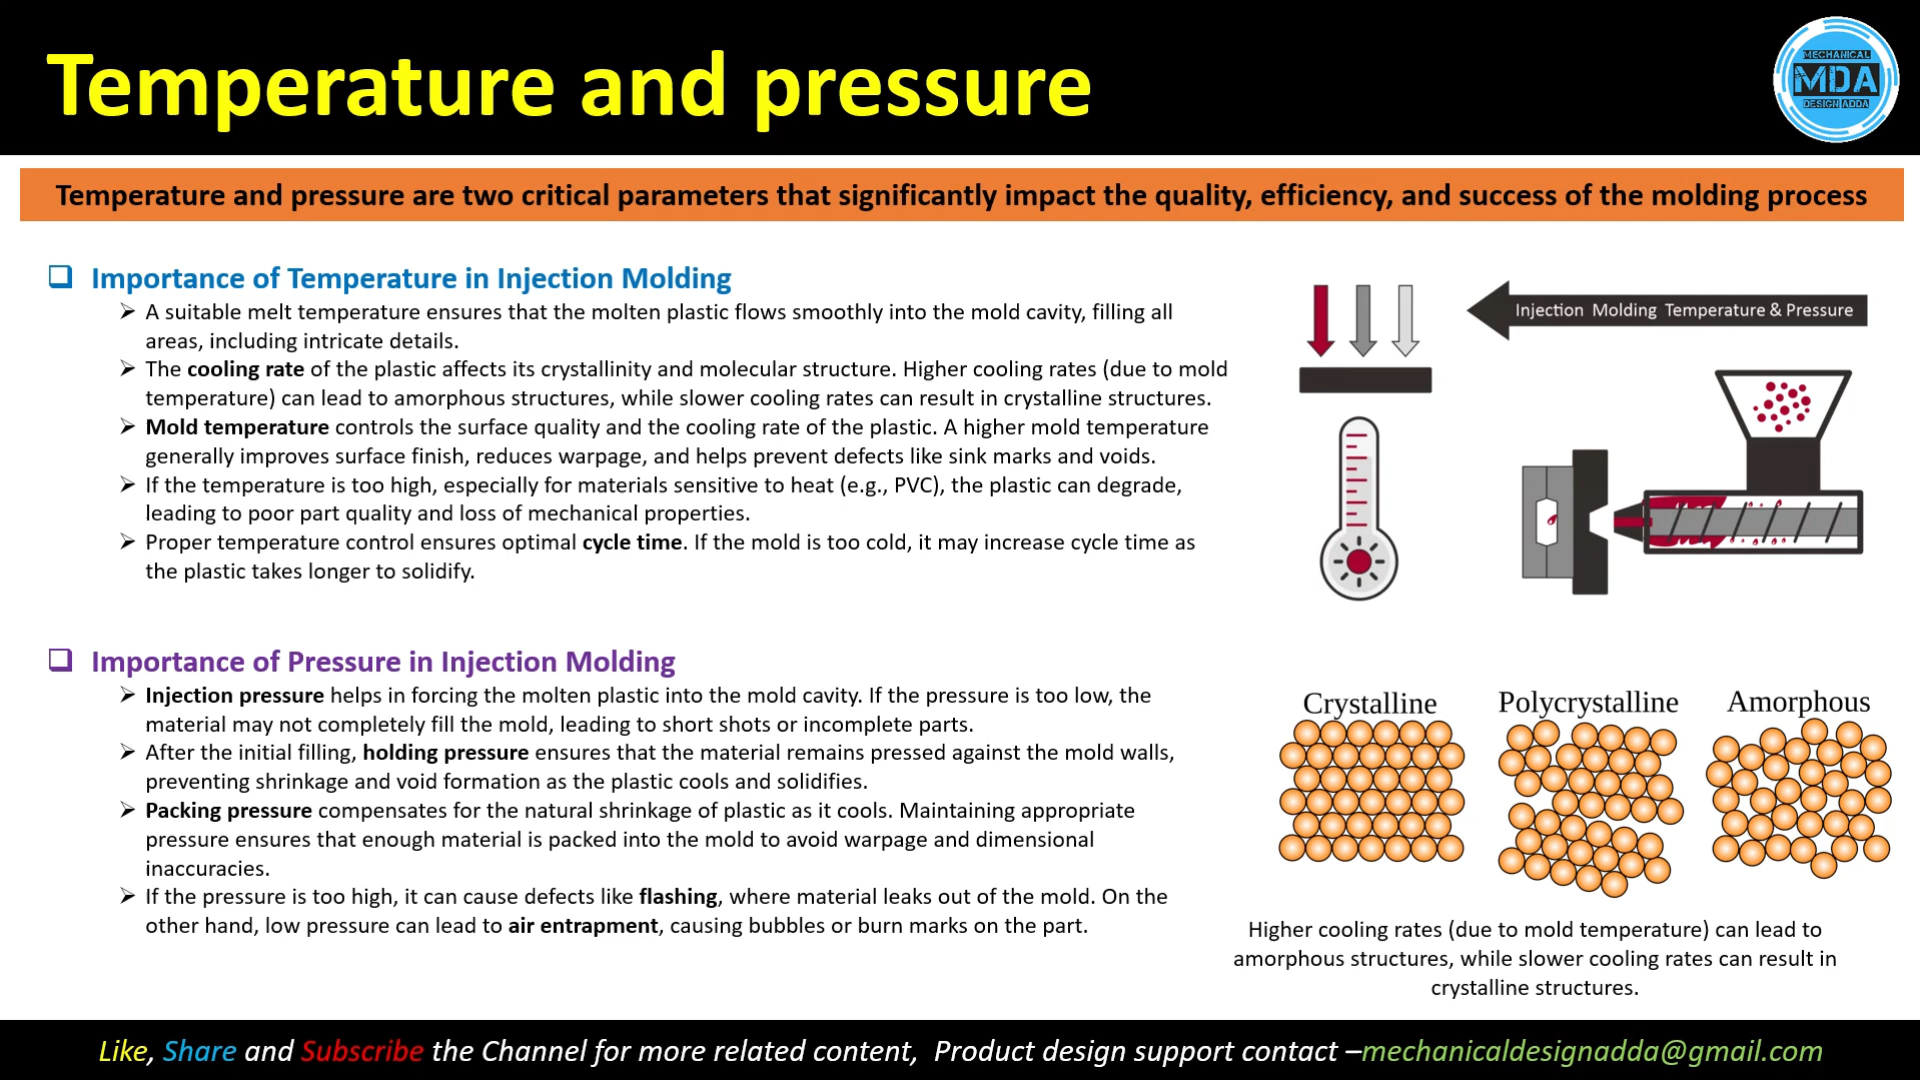 Temperature and pressure
MECHANICAL
MDA
DESIGN ADDA
Temperature and pressure are two critical parameters that significantly impact the quality, efficiency, and success of the molding process
Importance of Temperature in Injection Molding
A suitable melt temperature ensures that the molten plastic flows smoothly into the mold cavity, filling all
areas, including intricate details.
The cooling rate of the plastic affects its crystallinity and molecular structure. Higher cooling rates (due to mold
temperature) can lead to amorphous structures, while slower cooling rates can result in crystalline structures.
Mold temperature controls the surface quality and the cooling rate of the plastic. A higher mold temperature
generally improves surface finish, reduces warpage, and helps prevent defects like sink marks and voids.
If the temperature is too high, especially for materials sensitive to heat (e.g., PVC), the plastic can degrade,
leading to poor part quality and loss of mechanical properties.
Proper temperature control ensures optimal cycle time. If the mold is too cold, it may increase cycle time as
the plastic takes longer to solidify.
Injection Molding Temperature & Pressure
Importance of Pressure in Injection Molding
Injection pressure helps in forcing the molten plastic into the mold cavity. If the pressure is too low, the
material may not completely fill the mold, leading to short shots or incomplete parts.
After the initial filling, holding pressure ensures that the material remains pressed against the mold walls,
preventing shrinkage and void formation as the plastic cools and solidifies.
Packing pressure compensates for the natural shrinkage of plastic as it cools. Maintaining appropriate
pressure ensures that enough material is packed into the mold to avoid warpage and dimensional
inaccuracies.
If the pressure is too high, it can cause defects like flashing, where material leaks out of the mold. On the
other hand, low pressure can lead to air entrapment, causing bubbles or burn marks on the part.
Crystalline
Polycrystalline
Amorphous
Higher cooling rates (due to mold temperature) can lead to
amorphous structures, while slower cooling rates can result in
crystalline structures.
Like, Share and Subscribe the Channel for more related content, Product design support contact –mechanicaldesignadda@gmail.com